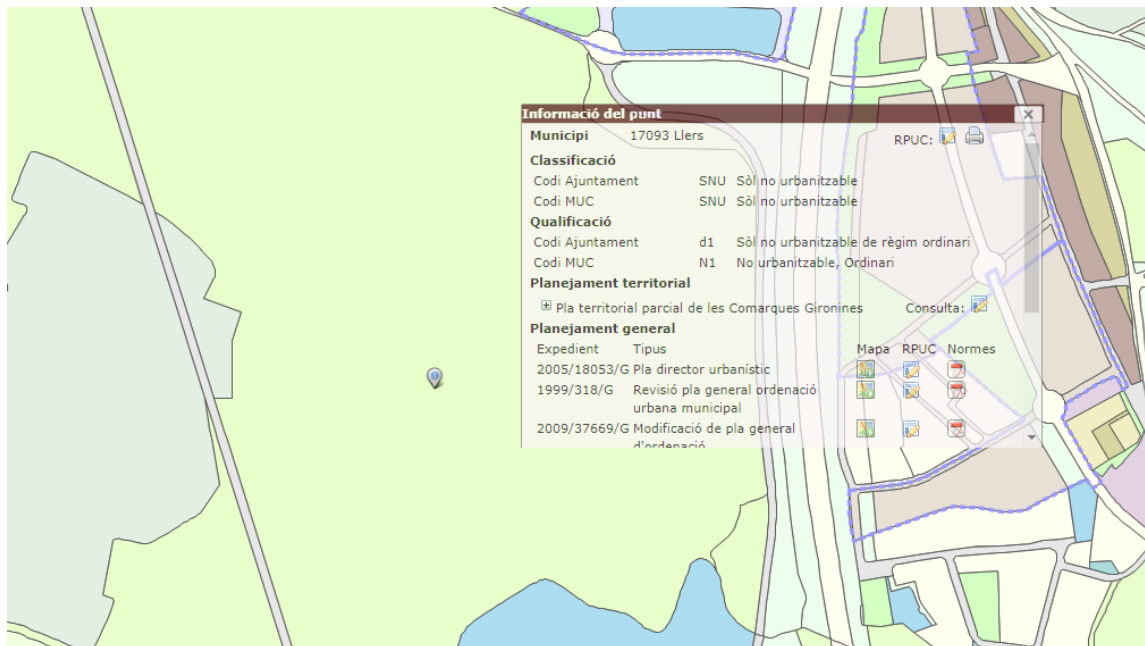 Informació del punt
Municipi 17093 Llers RPUC:
Classificació
Codi Ajuntament SNU Sòl no urbanitzable
Codi MUC SNU Sòl no urbanitzable
Qualificació
Codi Ajuntament d1 Sòl no urbanitzable de règim ordinari
Codi MUC N1 No urbanitzable, Ordinari
Planejament territorial
Pla territorial parcial de les Comarques Gironines Consulta:
Planejament general
Expedient Tipus Mapa RPUC Normes
2005/18053/G Pla director urbanístic
1999/318/G Revisió pla general ordenació
urbana municipal
2009/37669/G Modificació de pla general
d'ordenació